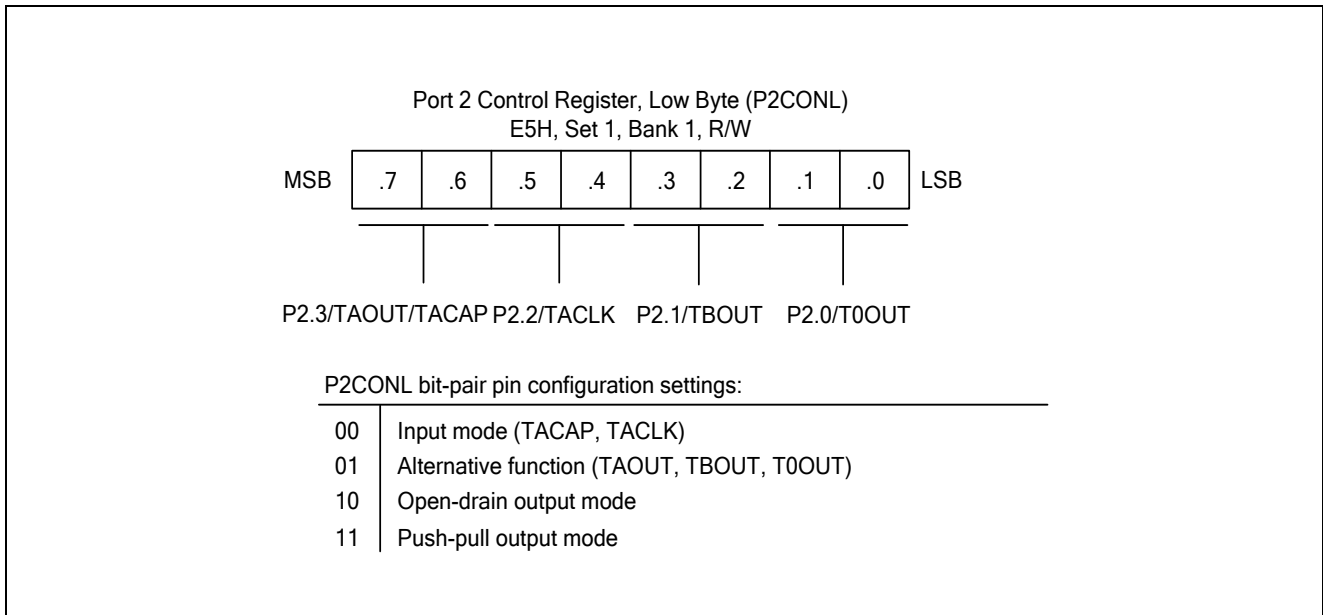 Port 2 Control Register, Low Byte (P2CONL)
E5H, Set 1, Bank 1, R/W
MSB .7 .6 .5 .4 .3 .2 .1 .0 LSB
P2.3/TAOUT/TACAP P2.2/TACLK P2.1/TBOUT P2.0/T0OUT
P2CONL bit-pair pin configuration settings:
00 Input mode (TACAP, TACLK)
01 Alternative function (TAOUT, TBOUT, T0OUT)
10 Open-drain output mode
11 Push-pull output mode